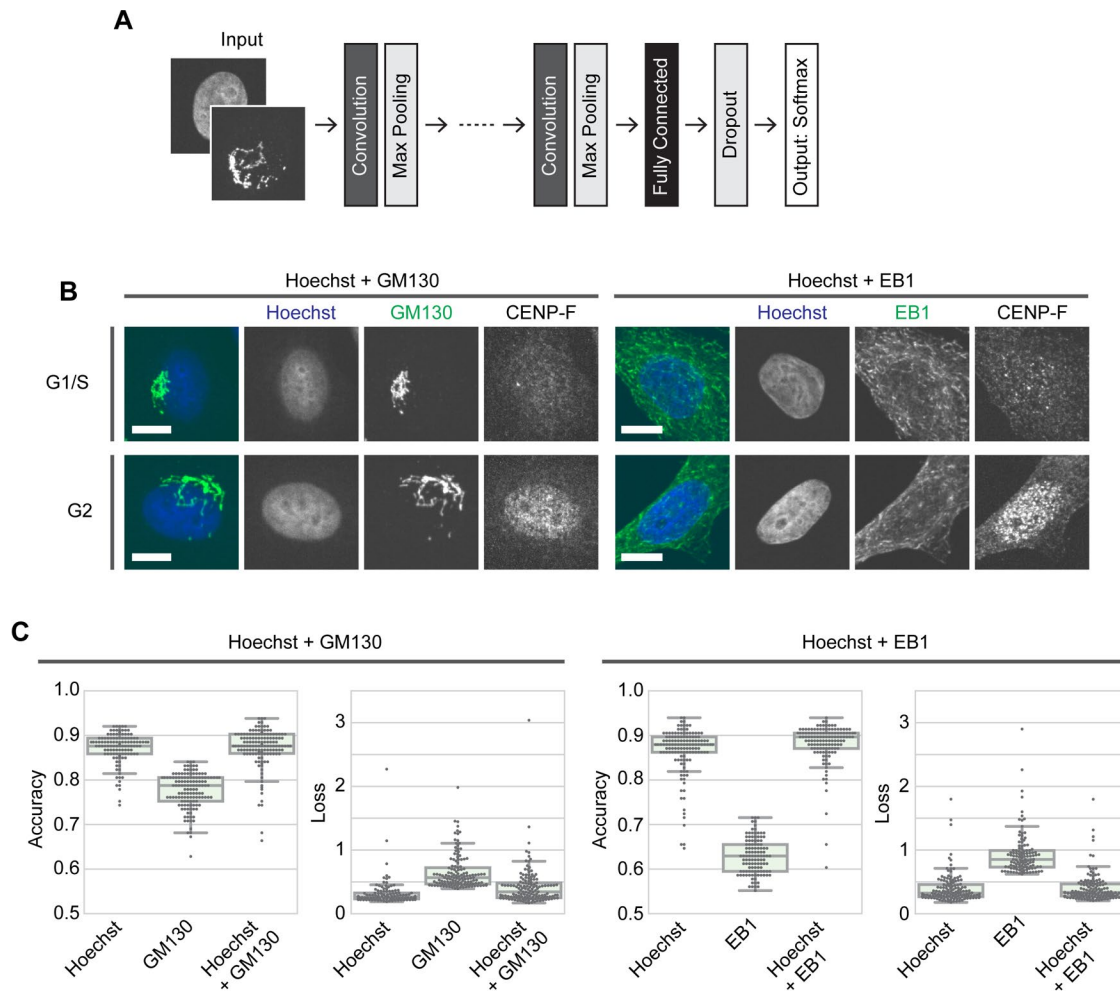 A
Input
Convolution
Max Pooling
Convolution
Max Pooling
Fully Connected
Dropout
Output: Softmax
B
Hoechst + GM130
Hoechst + EB1
Hoechst
GM130
CENP-F
Hoechst
EB1
CENP-F
G1/S
G2
C
Hoechst + GM130
Hoechst + EB1
Accuracy
1.0
0.9
0.8
0.7
0.6
0.5
Hoechst
GM130
Hoechst
+ GM130
Loss
3
2
1
0
Hoechst
GM130
Hoechst
+ GM130
Accuracy
1.0
0.9
0.8
0.7
0.6
0.5
Hoechst
EB1
Hoechst
+ EB1
Loss
3
2
1
0
Hoechst
EB1
Hoechst
+ EB1